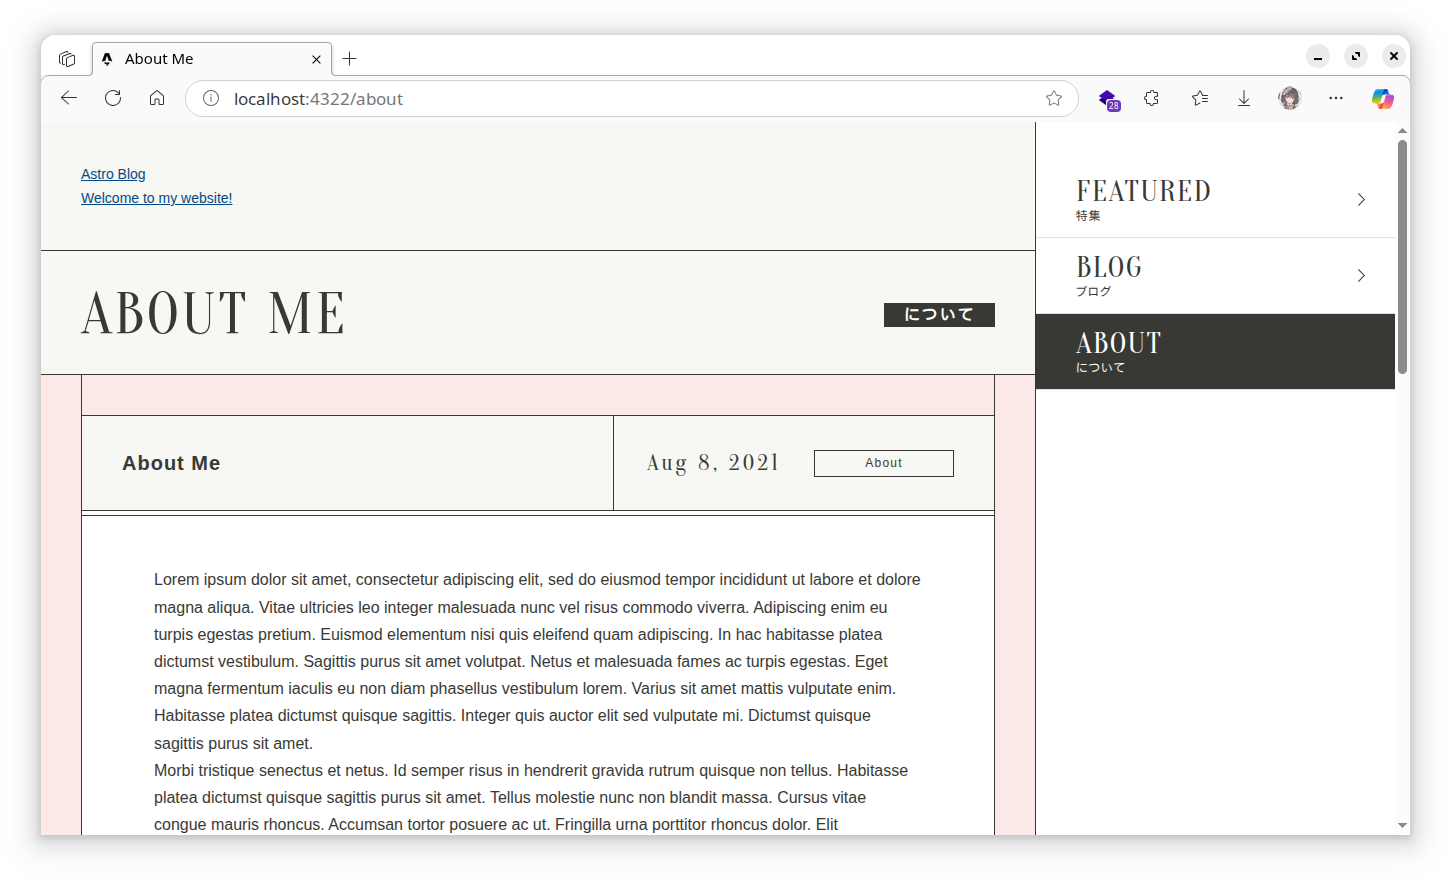 About Me
localhost:4322/about
28
Astro Blog
Welcome to my website!
ABOUT ME
について
About Me
Aug 8, 2021
About
Lorem ipsum dolor sit amet, consectetur adipiscing elit, sed do eiusmod tempor incididunt ut labore et dolore
magna aliqua. Vitae ultricies leo integer malesuada nunc vel risus commodo viverra. Adipiscing enim eu
turpis egestas pretium. Euismod elementum nisi quis eleifend quam adipiscing. In hac habitasse platea
dictumst vestibulum. Sagittis purus sit amet volutpat. Netus et malesuada fames ac turpis egestas. Eget
magna fermentum iaculis eu non diam phasellus vestibulum lorem. Varius sit amet mattis vulputate enim.
Habitasse platea dictumst quisque sagittis. Integer quis auctor elit sed vulputate mi. Dictumst quisque
sagittis purus sit amet.
Morbi tristique senectus et netus. Id semper risus in hendrerit gravida rutrum quisque non tellus. Habitasse
platea dictumst quisque sagittis purus sit amet. Tellus molestie nunc non blandit massa. Cursus vitae
congue mauris rhoncus. Accumsan tortor posuere ac ut. Fringilla urna porttitor rhoncus dolor. Elit
FEATURED
特集
BLOG
ブログ
ABOUT
について